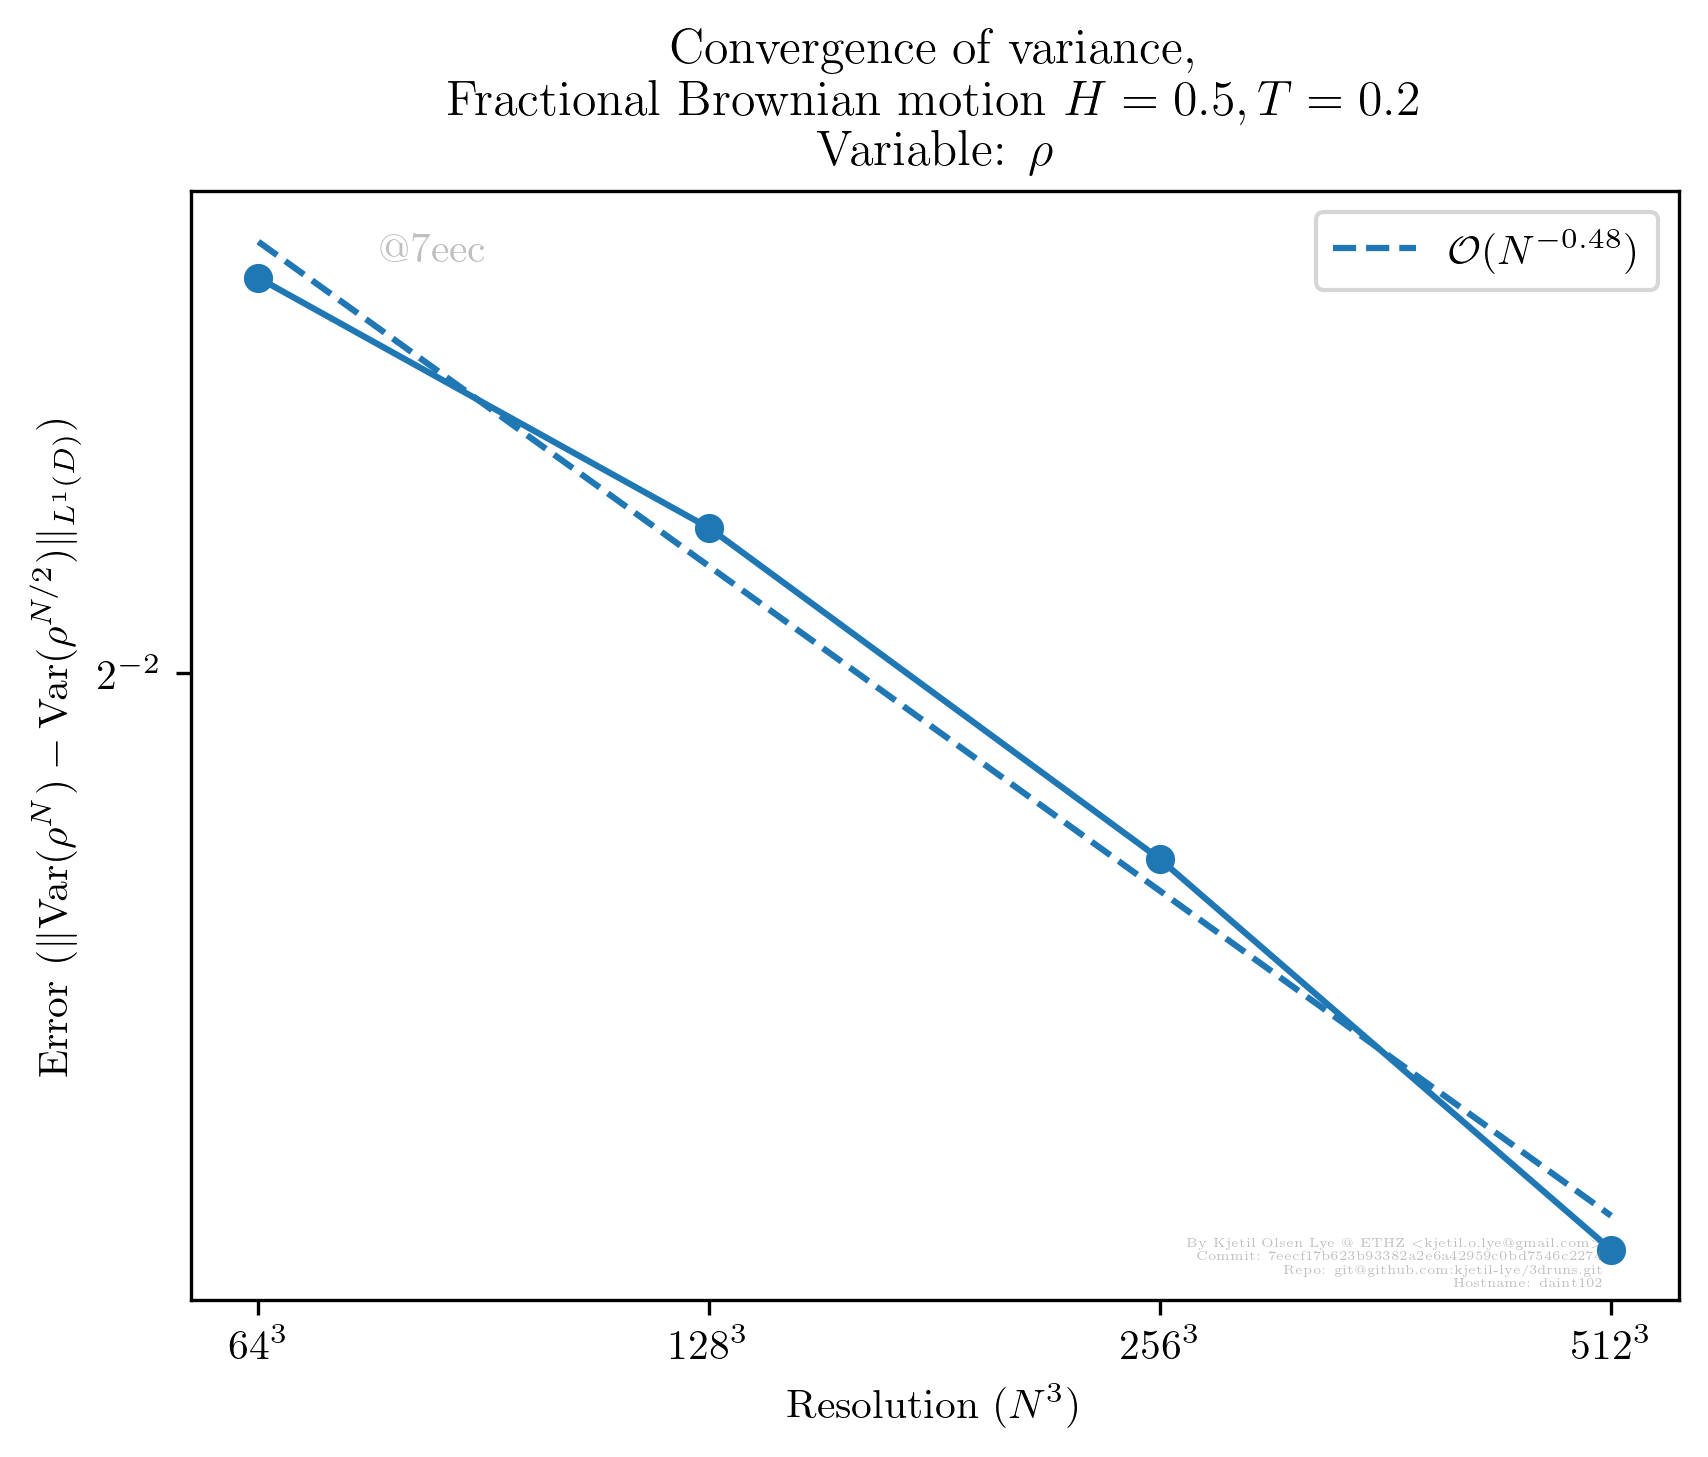 Convergence of variance,
Fractional Brownian motion H = 0.5, T = 0.2
Variable: ρ
@7eec
𝒪(N^{-0.48})
Error (‖Var(ρ^N) − Var(ρ^{N/2})‖_{L^1(D)})
2^{-2}
By Kjetil Olsen Lye @ ETHZ <kjetil.o.lye@gmail.com>
Commit: 7eecf17b623b93382a2e6a42959c0bd7546c227
Repo: git@github.com:kjetil-lye/3druns.git
Hostname: daint102
64^3 128^3 256^3 512^3
Resolution (N^3)